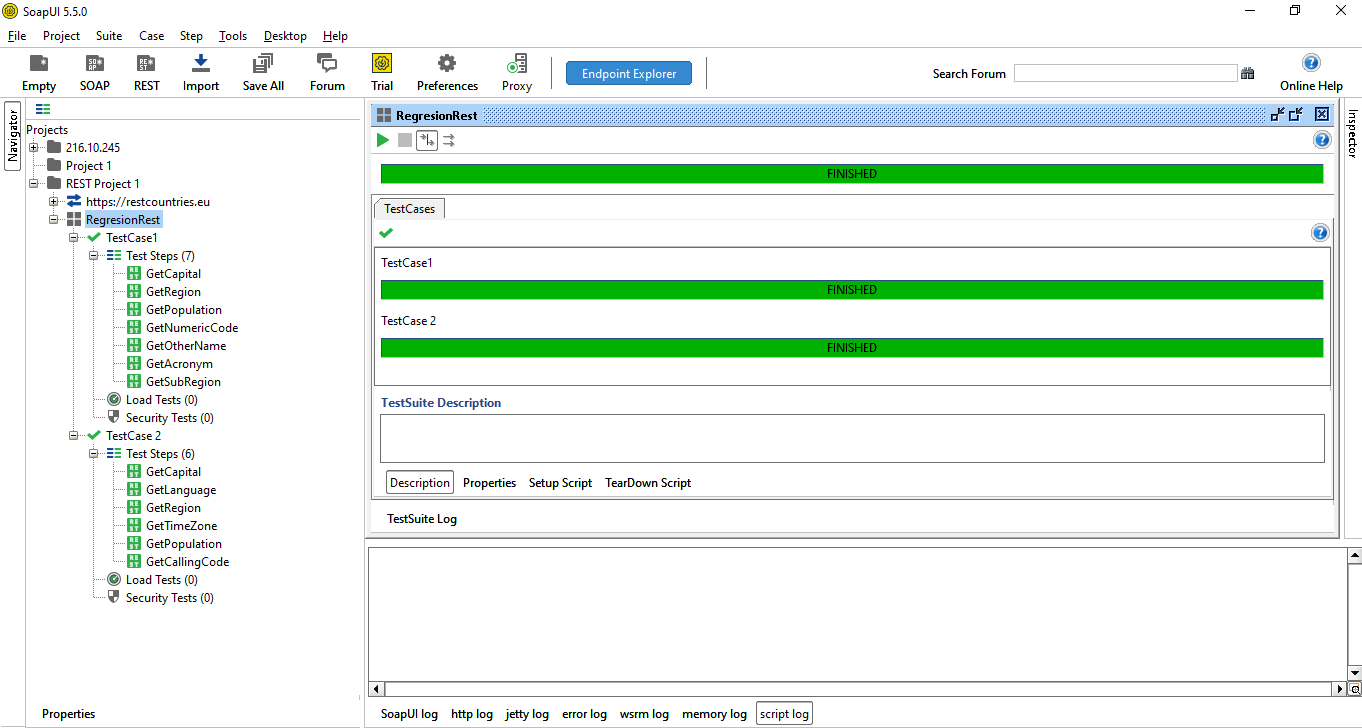 SoapUI 5.5.0
File Project Suite Case Step Tools Desktop Help
Empty SOAP REST Import Save All Forum Trial Preferences Proxy Endpoint Explorer Search Forum Online Help
Navigator
Projects
216.10.245
Project 1
REST Project 1
https://restcountries.eu
RegresionRest
TestCase1
Test Steps (7)
GetCapital
GetRegion
GetPopulation
GetNumericCode
GetOtherName
GetAcronym
GetSubRegion
Load Tests (0)
Security Tests (0)
TestCase 2
Test Steps (6)
GetCapital
GetLanguage
GetRegion
GetTimeZone
GetPopulation
GetCallingCode
Load Tests (0)
Security Tests (0)
Properties
RegresionRest
FINISHED
TestCases
TestCase1
FINISHED
TestCase 2
FINISHED
TestSuite Description
Description Properties Setup Script TearDown Script
TestSuite Log
Inspector
SoapUI log http log jetty log error log wsrm log memory log script log